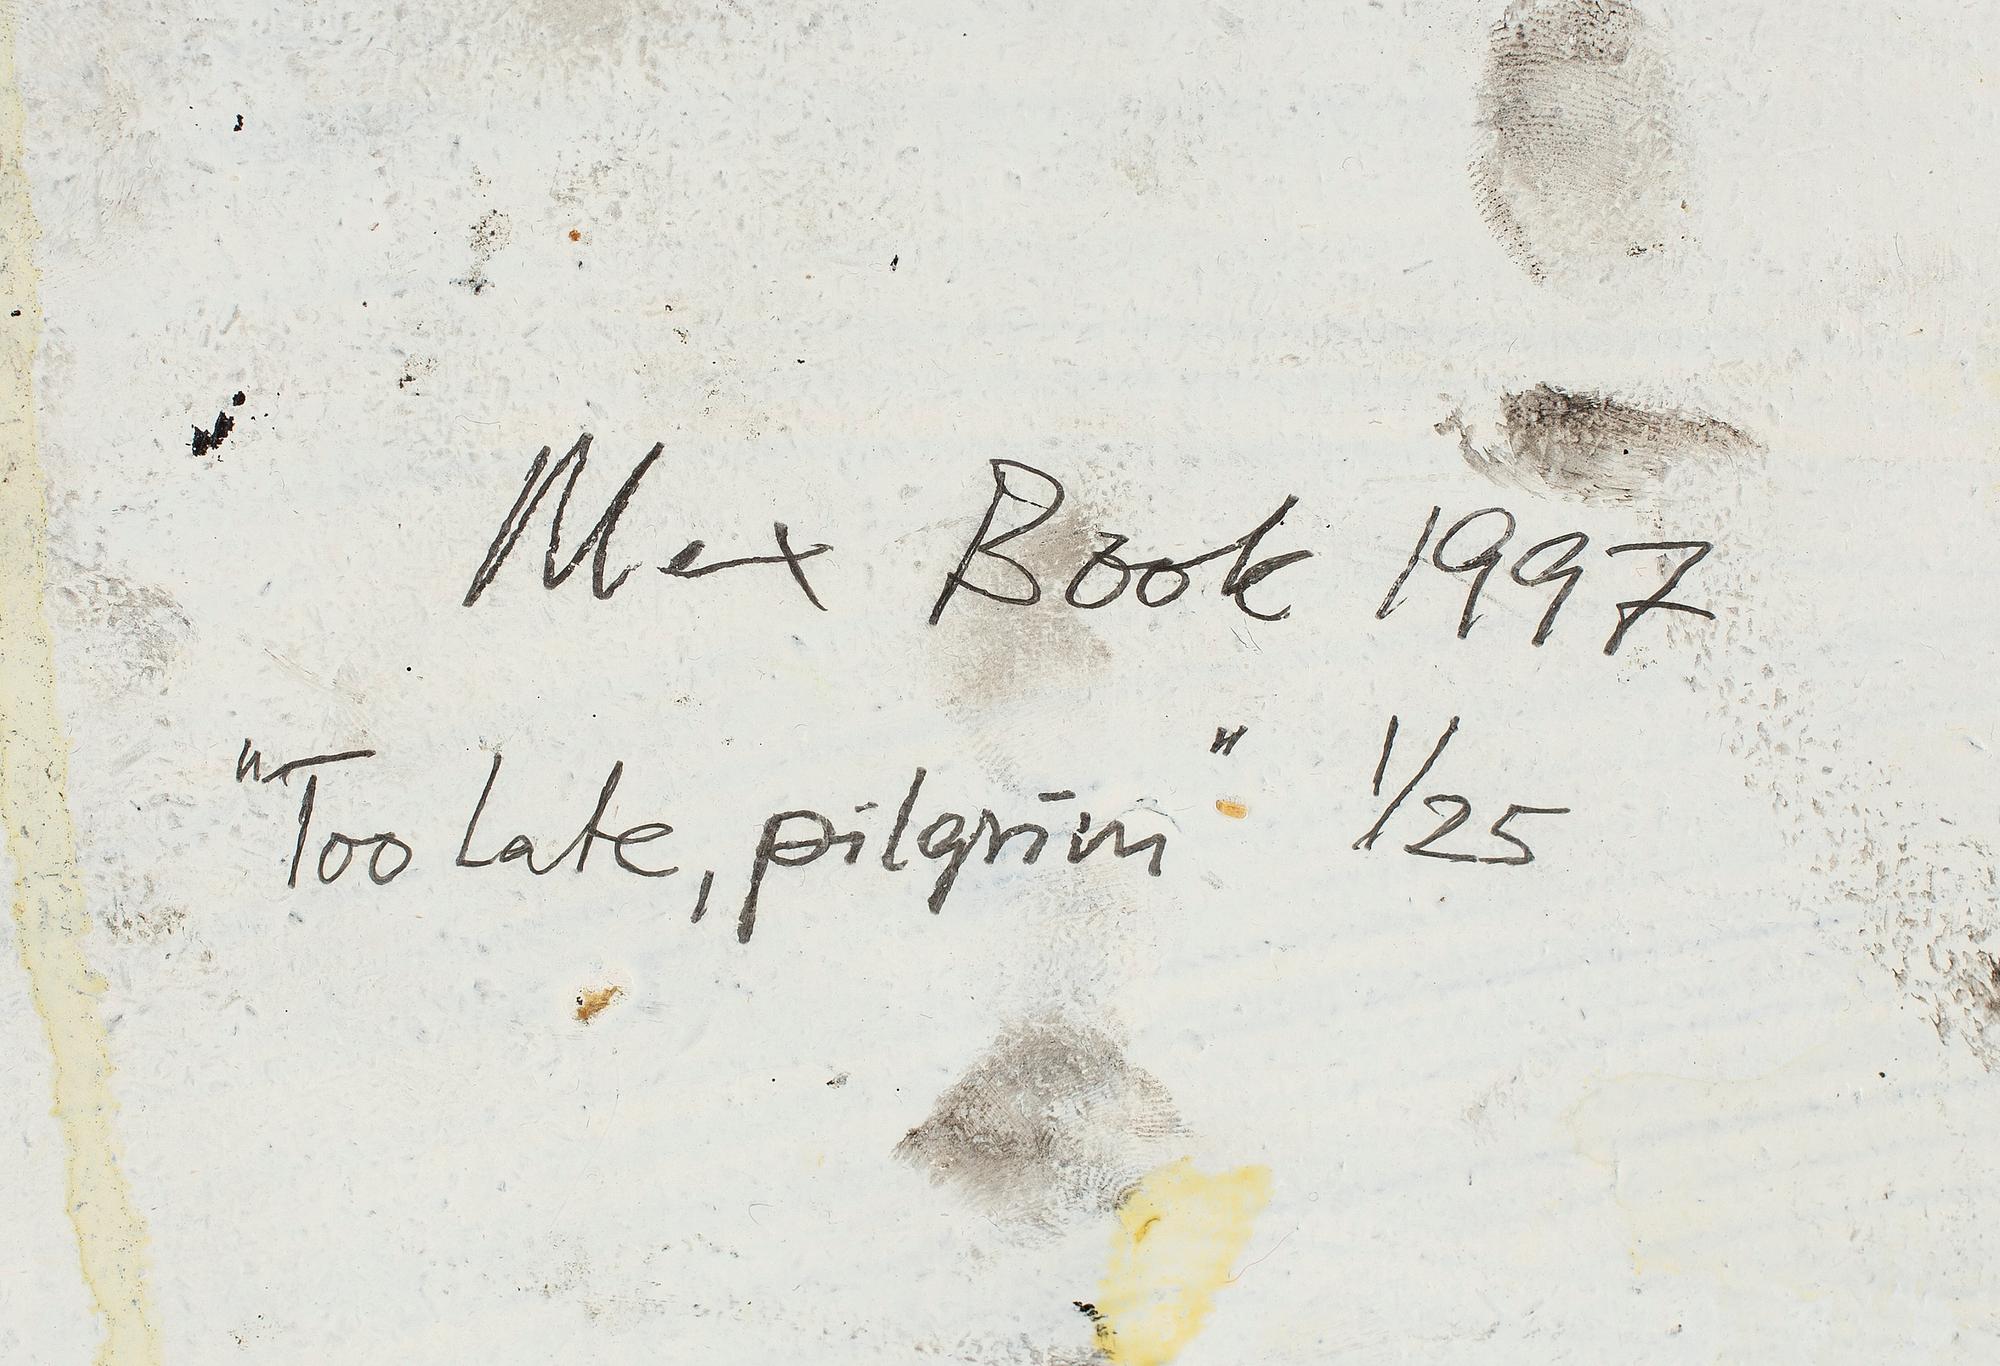 Max Book 1997
"Too Late, pilgrim" 1/25